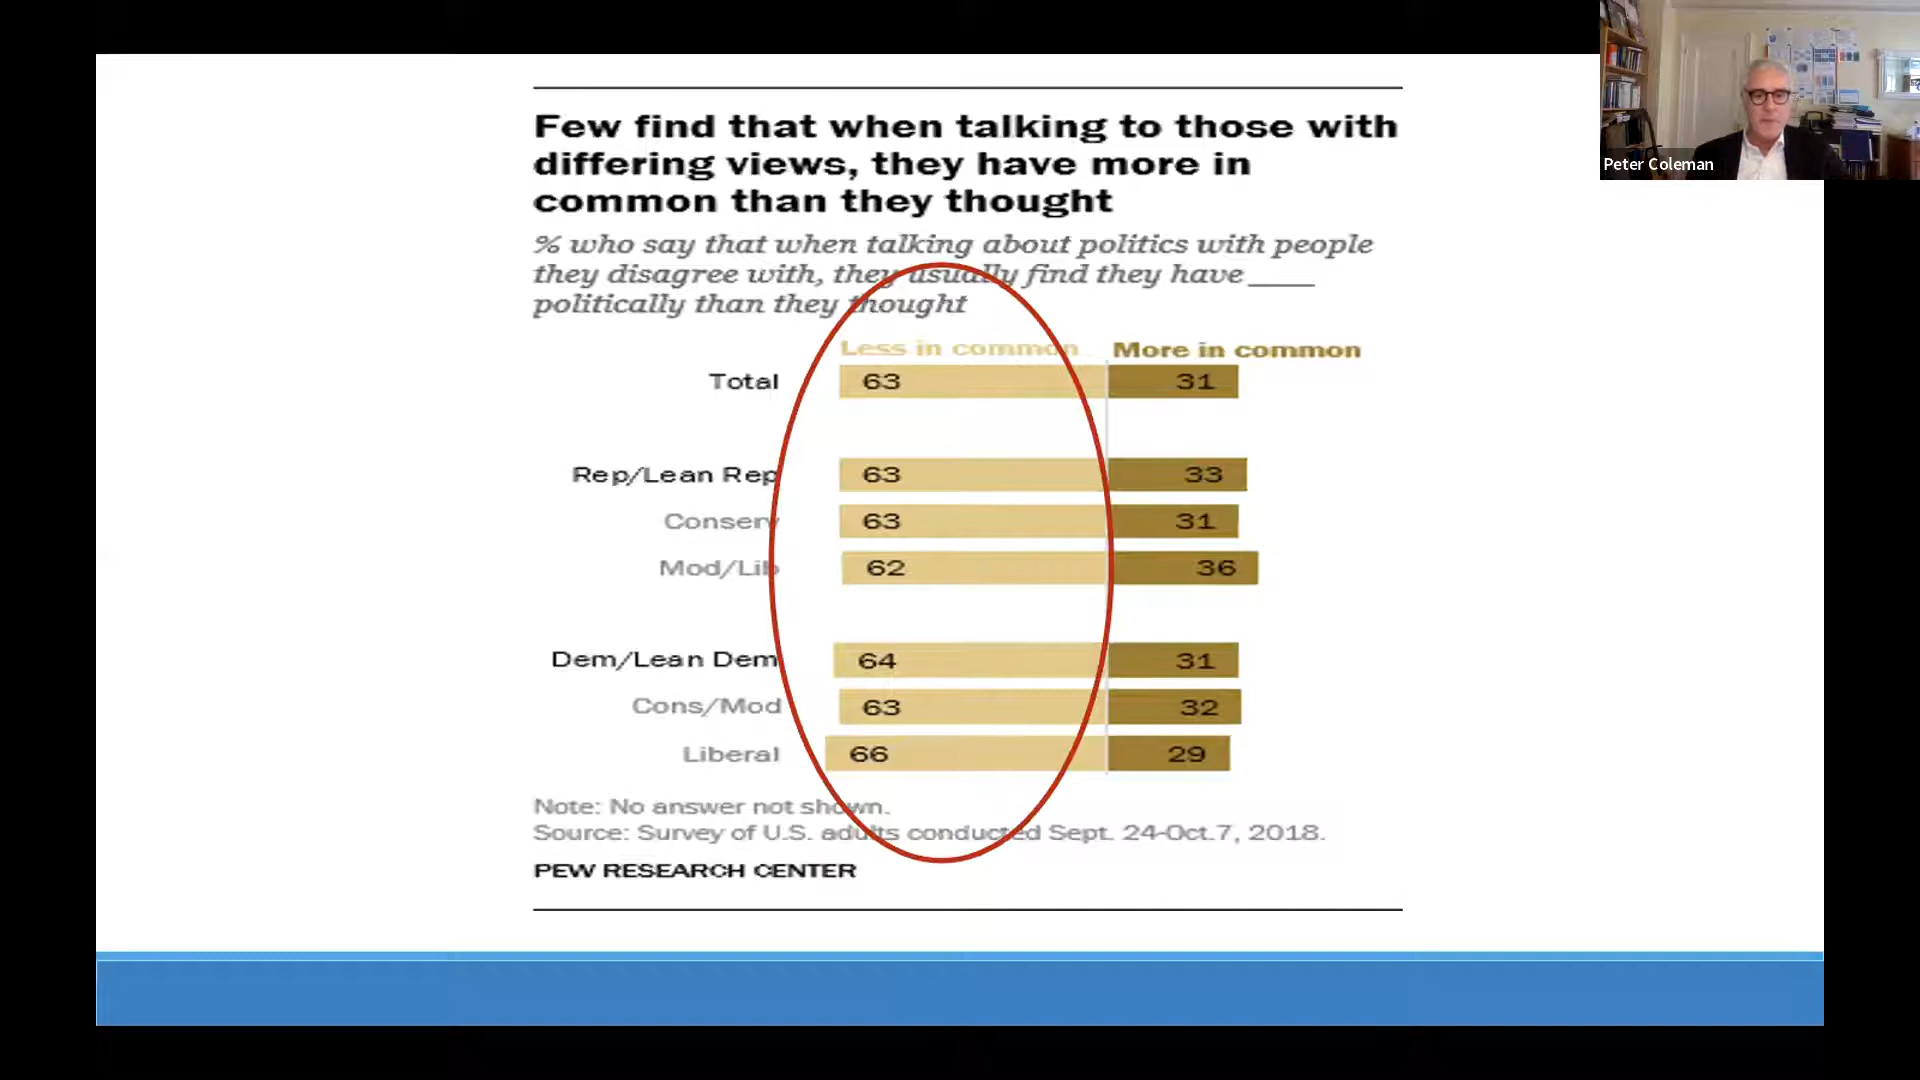 Few find that when talking to those with
differing views, they have more in
common than they thought
% who say that when talking about politics with people
they disagree with, they usually find they have ____
politically than they thought
Less in common More in common
Total 63 31
Rep/Lean Rep 63 33
Conserv 63 31
Mod/Lib 62 36
Dem/Lean Dem 64 31
Cons/Mod 63 32
Liberal 66 29
Note: No answer not shown.
Source: Survey of U.S. adults conducted Sept. 24-Oct.7, 2018.
PEW RESEARCH CENTER
Peter Coleman